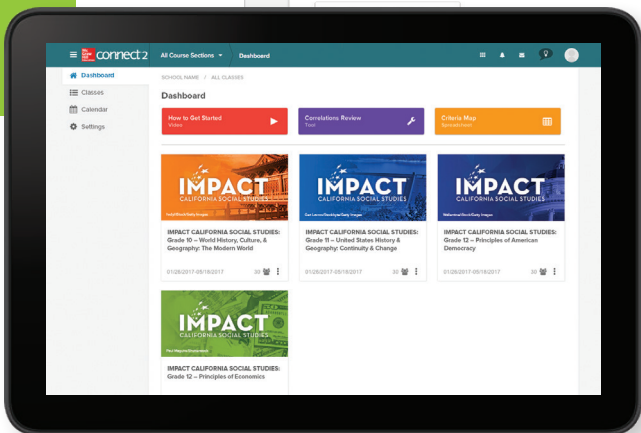 connect2
All Course Sections
Dashboard
Dashboard
Classes
Calendar
Settings
SCHOOL NAME / ALL CLASSES
Dashboard
How to Get Started
Video
Correlations Review
Tool
Criteria Map
Spreadsheet
IMPACT
CALIFORNIA SOCIAL STUDIES
IMPACT CALIFORNIA SOCIAL STUDIES:
Grade 10 – World History, Culture, &
Geography: The Modern World
01/26/2017-05/18/2017
30
IMPACT
CALIFORNIA SOCIAL STUDIES
IMPACT CALIFORNIA SOCIAL STUDIES:
Grade 11 – United States History &
Geography: Continuity & Change
01/26/2017-05/18/2017
30
IMPACT
CALIFORNIA SOCIAL STUDIES
IMPACT CALIFORNIA SOCIAL STUDIES:
Grade 12 – Principles of American
Democracy
01/26/2017-05/18/2017
30
IMPACT
CALIFORNIA SOCIAL STUDIES
IMPACT CALIFORNIA SOCIAL STUDIES:
Grade 12 – Principles of Economics